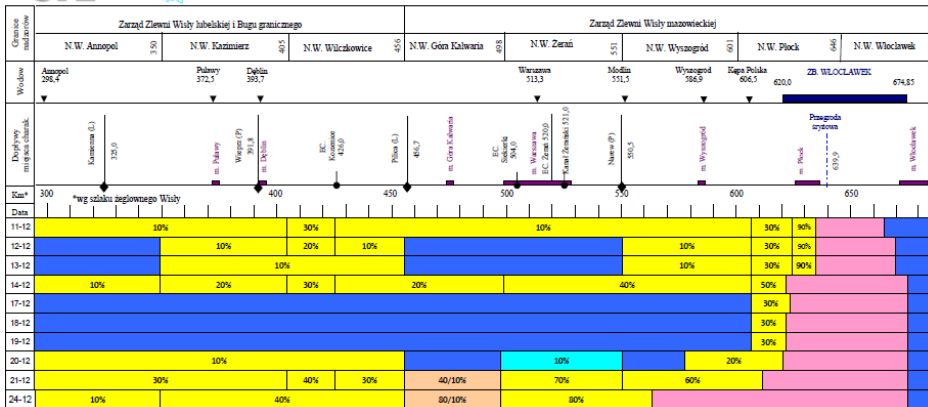 Granice nadzorów
Zarząd Zlewni Wisły lubelskiej i Bugu granicznego
Zarząd Zlewni Wisły mazowieckiej
N.W. Annopol 350 N.W. Kazimierz 405 N.W. Wilczkowice 456 N.W. Góra Kalwaria 498 N.W. Żerań 551 N.W. Wyszogród 601 N.W. Płock 646 N.W. Włocławek
Wodow
Annopol Puławy Dęblin Warszawa Modlin Wyszogród Kępa Polska ZB. WŁOCŁAWEK
298,4 372,5 393,7 513,3 551,5 586,9 606,5 620,0 674,85
Dopływy miejsca charak
Kamienna (L) 325,0
m. Puławy
Wieprz (P) 391,8
m. Dęblin
EC. Kozienice 426,0
Pilica (L) 456,7
m. Góra Kalwaria
EC. Siekierki 504,0
m. Warszawa
EC. Żerań 520,0
Kanał Żerański 521,0
Narew (P) 550,5
m. Wyszogród
m. Płock
Przegroda śryżowa
639,9
m. Włocławek
Km* 300 *wg szlaku żeglownego Wisły 400 450 500 550 600 650
Data
11-12 10% 30% 10% 30% 90%
12-12 10% 20% 10% 10% 30% 90%
13-12 10% 10% 30% 90%
14-12 10% 20% 30% 20% 40% 50%
17-12 30%
18-12 30%
19-12 30%
20-12 10% 10% 20%
21-12 30% 40% 30% 40/10% 70% 60%
24-12 10% 40% 80/10% 80%